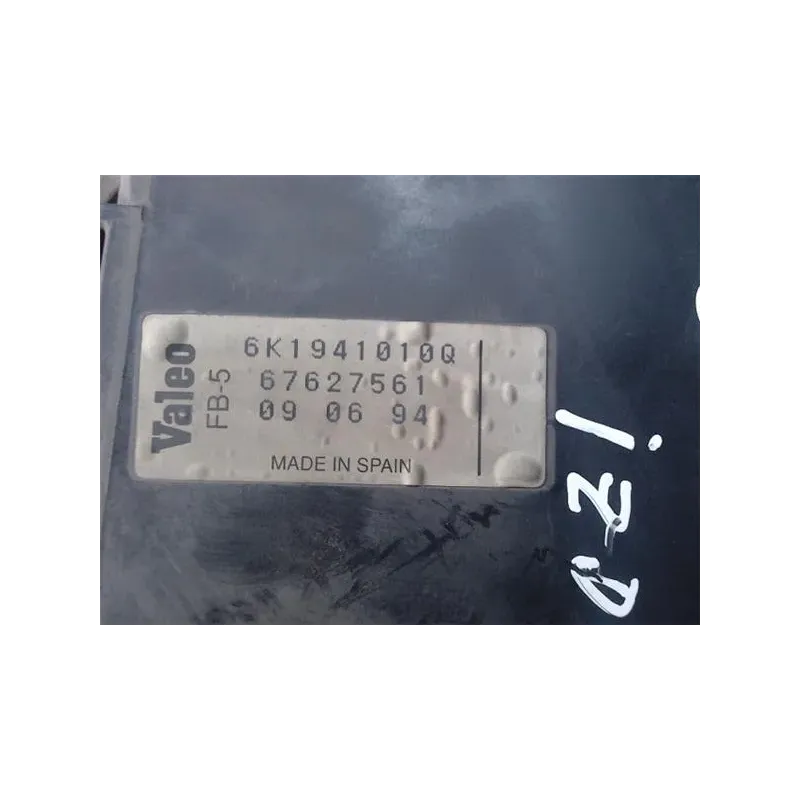 Valeo
FB-5
6K1941010Q
67627561
09 06 94
MADE IN SPAIN